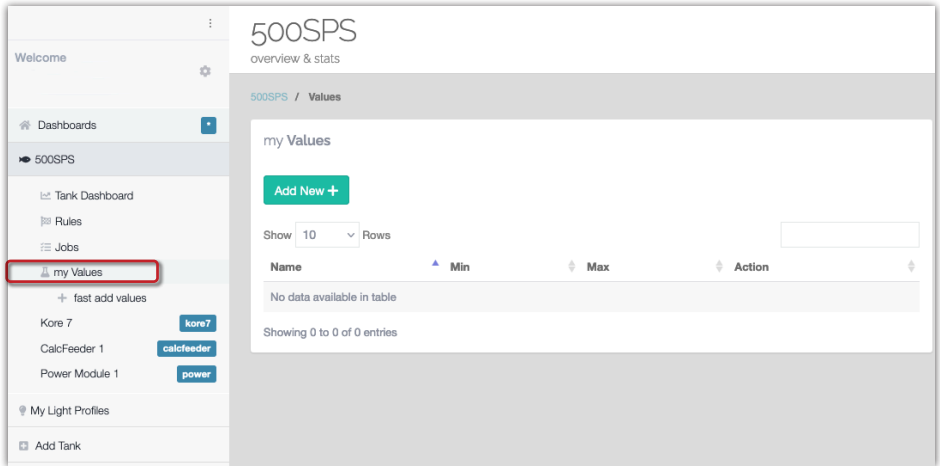 Welcome
Dashboards *
500SPS
Tank Dashboard
Rules
Jobs
my Values
fast add values
Kore 7 kore7
CalcFeeder 1 calcfeeder
Power Module 1 power
My Light Profiles
Add Tank
500SPS
overview & stats
500SPS / Values
my Values
Add New +
Show 10 Rows
Name Min Max Action
No data available in table
Showing 0 to 0 of 0 entries